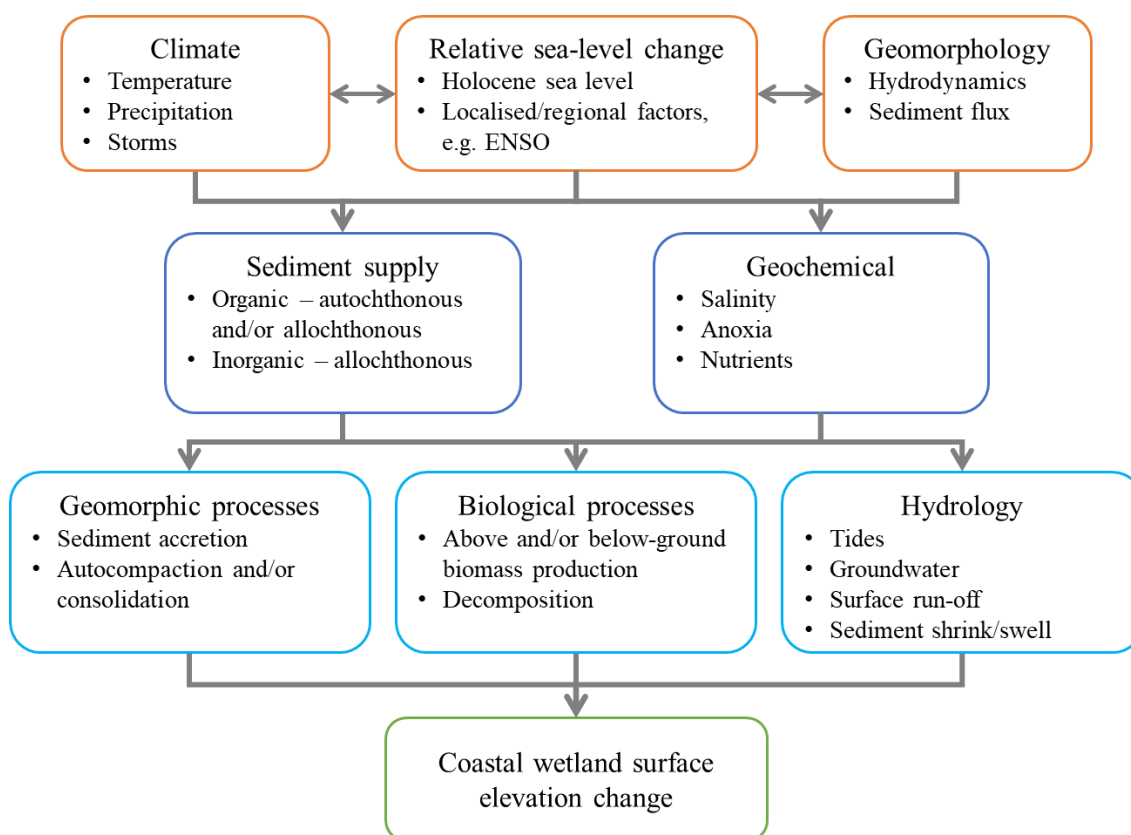 Climate
• Temperature
• Precipitation
• Storms
Relative sea-level change
• Holocene sea level
• Localised/regional factors,
e.g. ENSO
Geomorphology
• Hydrodynamics
• Sediment flux
Sediment supply
• Organic – autochthonous
and/or allochthonous
• Inorganic – allochthonous
Geochemical
• Salinity
• Anoxia
• Nutrients
Geomorphic processes
• Sediment accretion
• Autocompaction and/or
consolidation
Biological processes
• Above and/or below-ground
biomass production
• Decomposition
Hydrology
• Tides
• Groundwater
• Surface run-off
• Sediment shrink/swell
Coastal wetland surface
elevation change